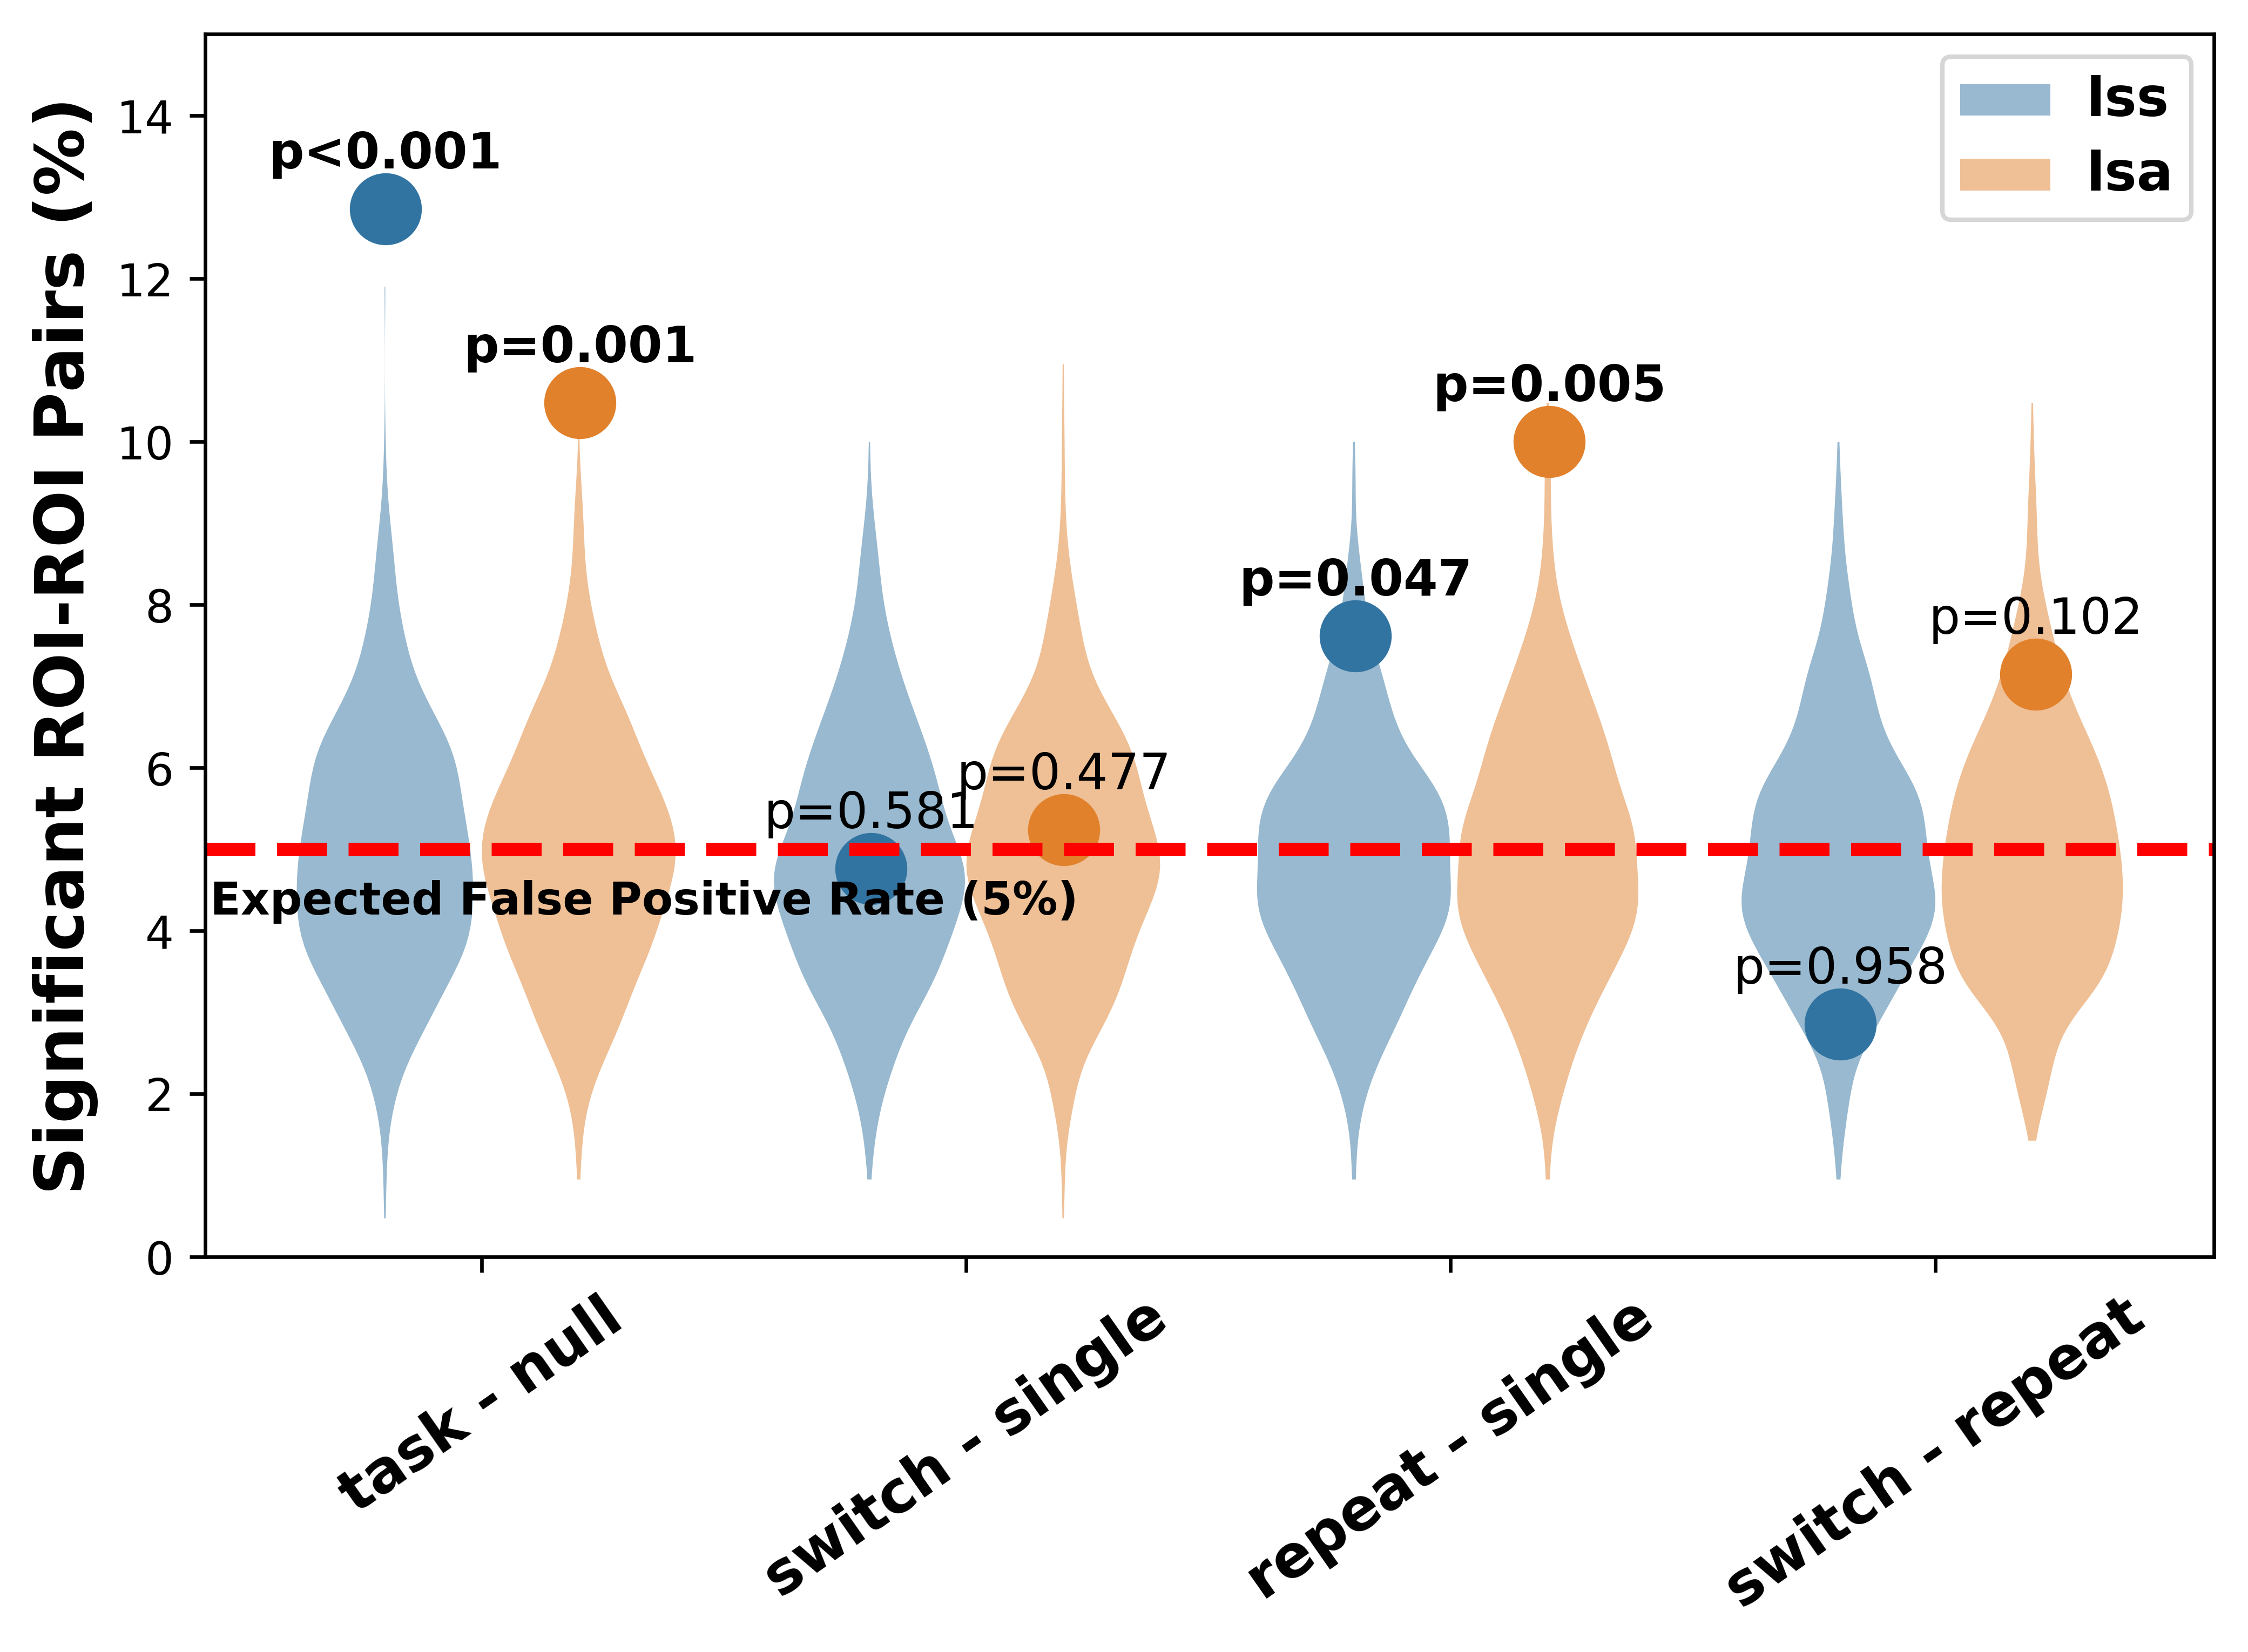 Significant ROI-ROI Pairs (%)
14
12
10
8
6
4
2
0
lss
lsa
p<0.001
p=0.001
p=0.581
p=0.477
p=0.047
p=0.005
p=0.958
p=0.102
Expected False Positive Rate (5%)
task - null
switch - single
repeat - single
switch - repeat